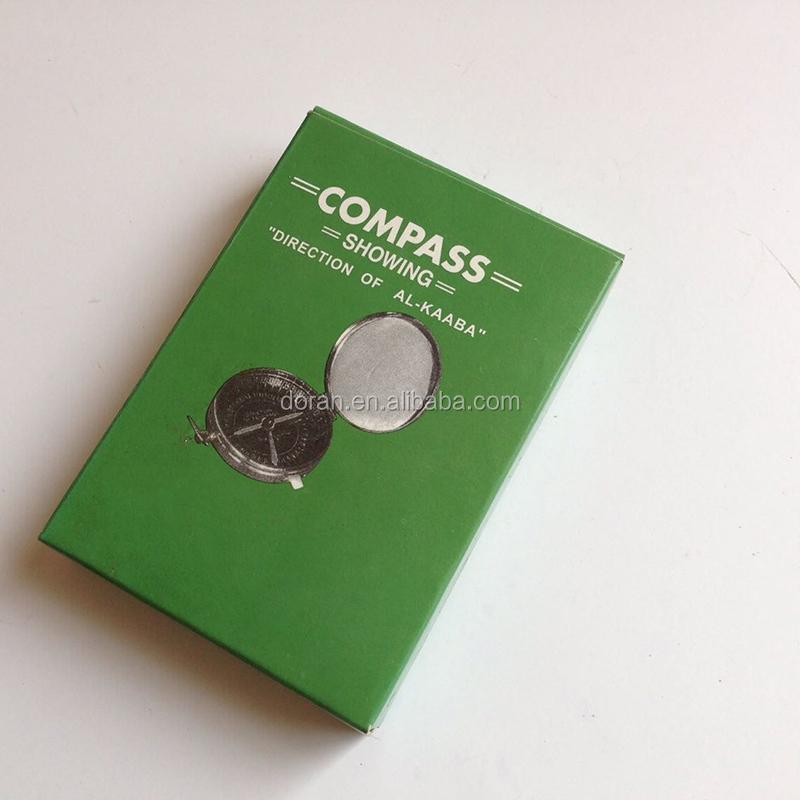 COMPASS
SHOWING
"DIRECTION OF AL-KAABA"
doran.en.alibaba.com